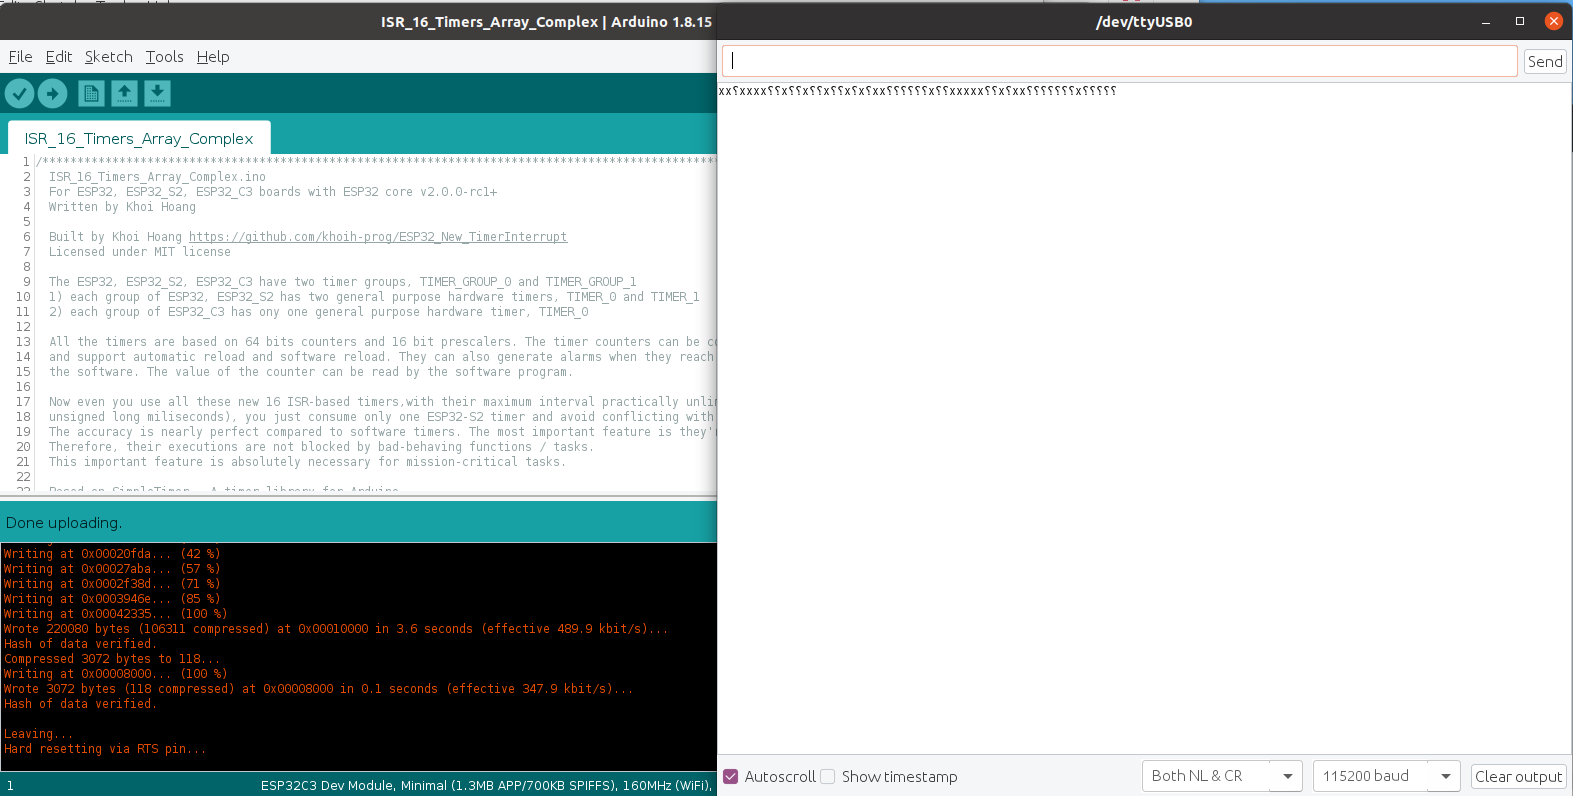 ISR_16_Timers_Array_Complex | Arduino 1.8.15
File Edit Sketch Tools Help
ISR_16_Timers_Array_Complex
1 /****************************************************************************************************
2 ISR_16_Timers_Array_Complex.ino
3 For ESP32, ESP32_S2, ESP32_C3 boards with ESP32 core v2.0.0-rc1+
4 Written by Khoi Hoang
5
6 Built by Khoi Hoang https://github.com/khoih-prog/ESP32_New_TimerInterrupt
7 Licensed under MIT license
8
9 The ESP32, ESP32_S2, ESP32_C3 have two timer groups, TIMER_GROUP_0 and TIMER_GROUP_1
10 1) each group of ESP32, ESP32_S2 has two general purpose hardware timers, TIMER_0 and TIMER_1
11 2) each group of ESP32_C3 has ony one general purpose hardware timer, TIMER_0
12
13 All the timers are based on 64 bits counters and 16 bit prescalers. The timer counters can be co
14 and support automatic reload and software reload. They can also generate alarms when they reach
15 the software. The value of the counter can be read by the software program.
16
17 Now even you use all these new 16 ISR-based timers,with their maximum interval practically unli
18 unsigned long miliseconds), you just consume only one ESP32-S2 timer and avoid conflicting with
19 The accuracy is nearly perfect compared to software timers. The most important feature is they'
20 Therefore, their executions are not blocked by bad-behaving functions / tasks.
21 This important feature is absolutely necessary for mission-critical tasks.
22
Done uploading.
Writing at 0x00020fda... (42 %)
Writing at 0x00027aba... (57 %)
Writing at 0x0002f38d... (71 %)
Writing at 0x0003946e... (85 %)
Writing at 0x00042335... (100 %)
Wrote 220080 bytes (106311 compressed) at 0x00010000 in 3.6 seconds (effective 489.9 kbit/s)...
Hash of data verified.
Compressed 3072 bytes to 118...
Writing at 0x00008000... (100 %)
Wrote 3072 bytes (118 compressed) at 0x00008000 in 0.1 seconds (effective 347.9 kbit/s)...
Hash of data verified.
Leaving...
Hard resetting via RTS pin...
1 ESP32C3 Dev Module, Minimal (1.3MB APP/700KB SPIFFS), 160MHz (WiFi),
/dev/ttyUSB0
Send
xx⸮xxxx⸮⸮x⸮⸮x⸮⸮x⸮⸮x⸮x⸮xx⸮⸮⸮⸮⸮⸮x⸮⸮xxxxx⸮⸮x⸮xx⸮⸮⸮⸮⸮⸮⸮x⸮⸮⸮⸮⸮
Autoscroll Show timestamp Both NL & CR 115200 baud Clear output